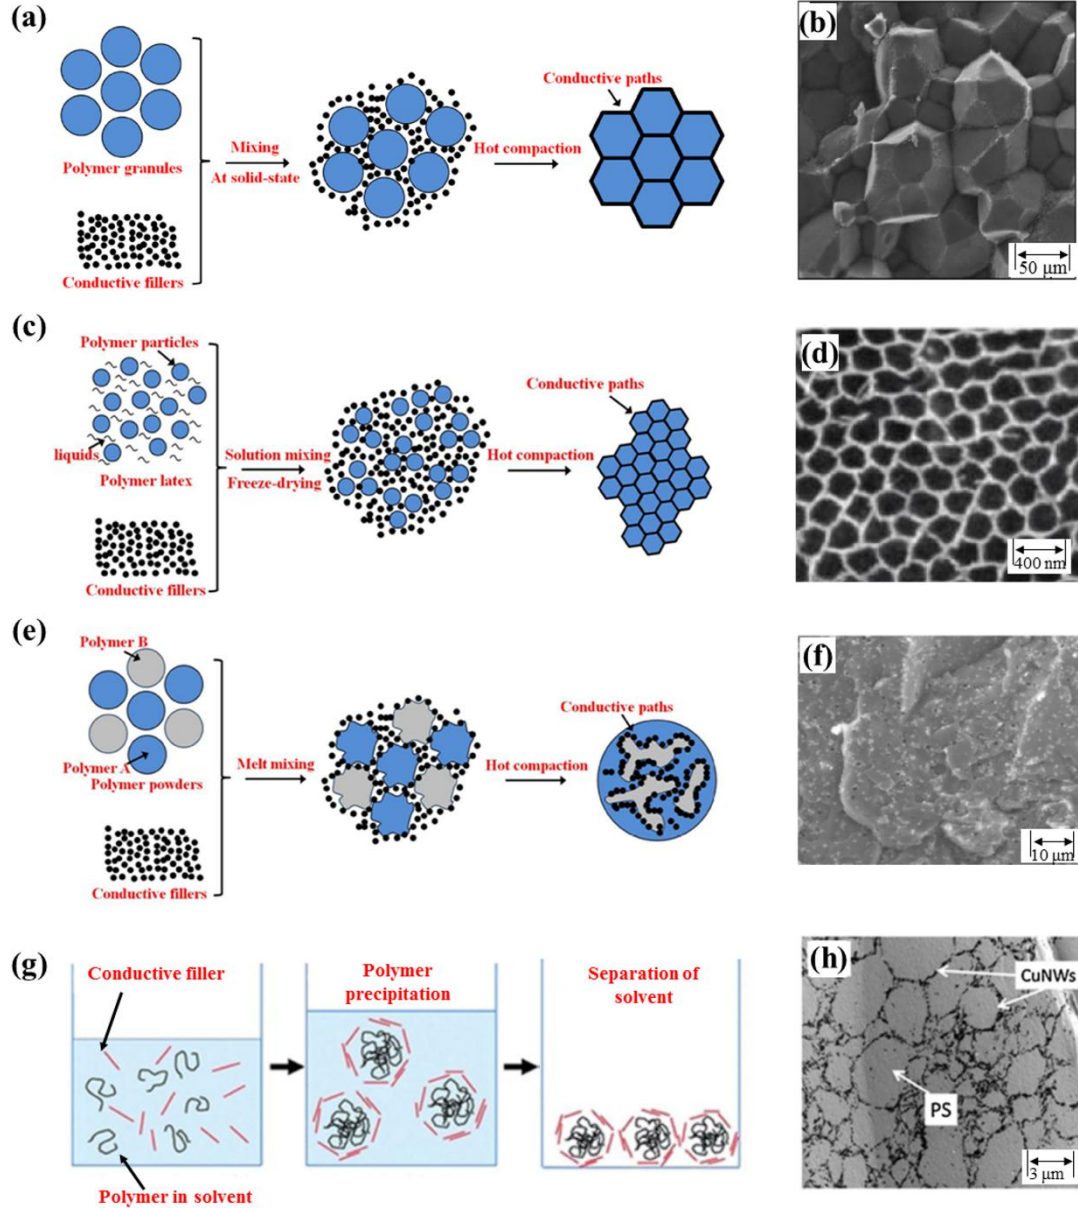 (a)
Polymer granules
Conductive fillers
Mixing
At solid-state
Hot compaction
Conductive paths
(b)
50 μm
(c)
Polymer particles
liquids
Polymer latex
Conductive fillers
Solution mixing
Freeze-drying
Hot compaction
Conductive paths
(d)
400 nm
(e)
Polymer B
Polymer A
Polymer powders
Conductive fillers
Melt mixing
Hot compaction
Conductive paths
(f)
10 μm
(g)
Conductive filler
Polymer in solvent
Polymer
precipitation
Separation of
solvent
(h)
CuNWs
PS
3 μm